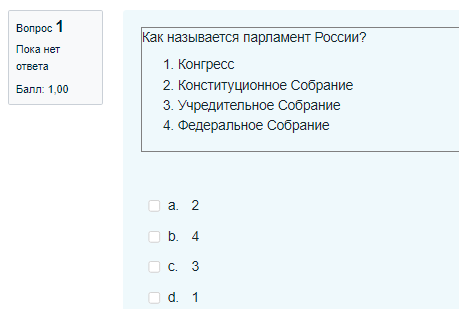 Вопрос 1
Пока нет
ответа
Балл: 1,00
Как называется парламент России?
1. Конгресс
2. Конституционное Собрание
3. Учредительное Собрание
4. Федеральное Собрание
a. 2
b. 4
c. 3
d. 1